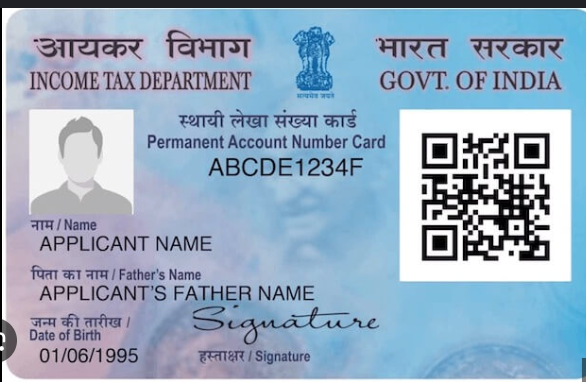 आयकर विभाग
INCOME TAX DEPARTMENT
सत्यमेव जयते
भारत सरकार
GOVT. OF INDIA
स्थायी लेखा संख्या कार्ड
Permanent Account Number Card
ABCDE1234F
नाम / Name
APPLICANT NAME
पिता का नाम / Father's Name
APPLICANT'S FATHER NAME
जन्म की तारीख /
Date of Birth
01/06/1995
Signature
हस्ताक्षर / Signature